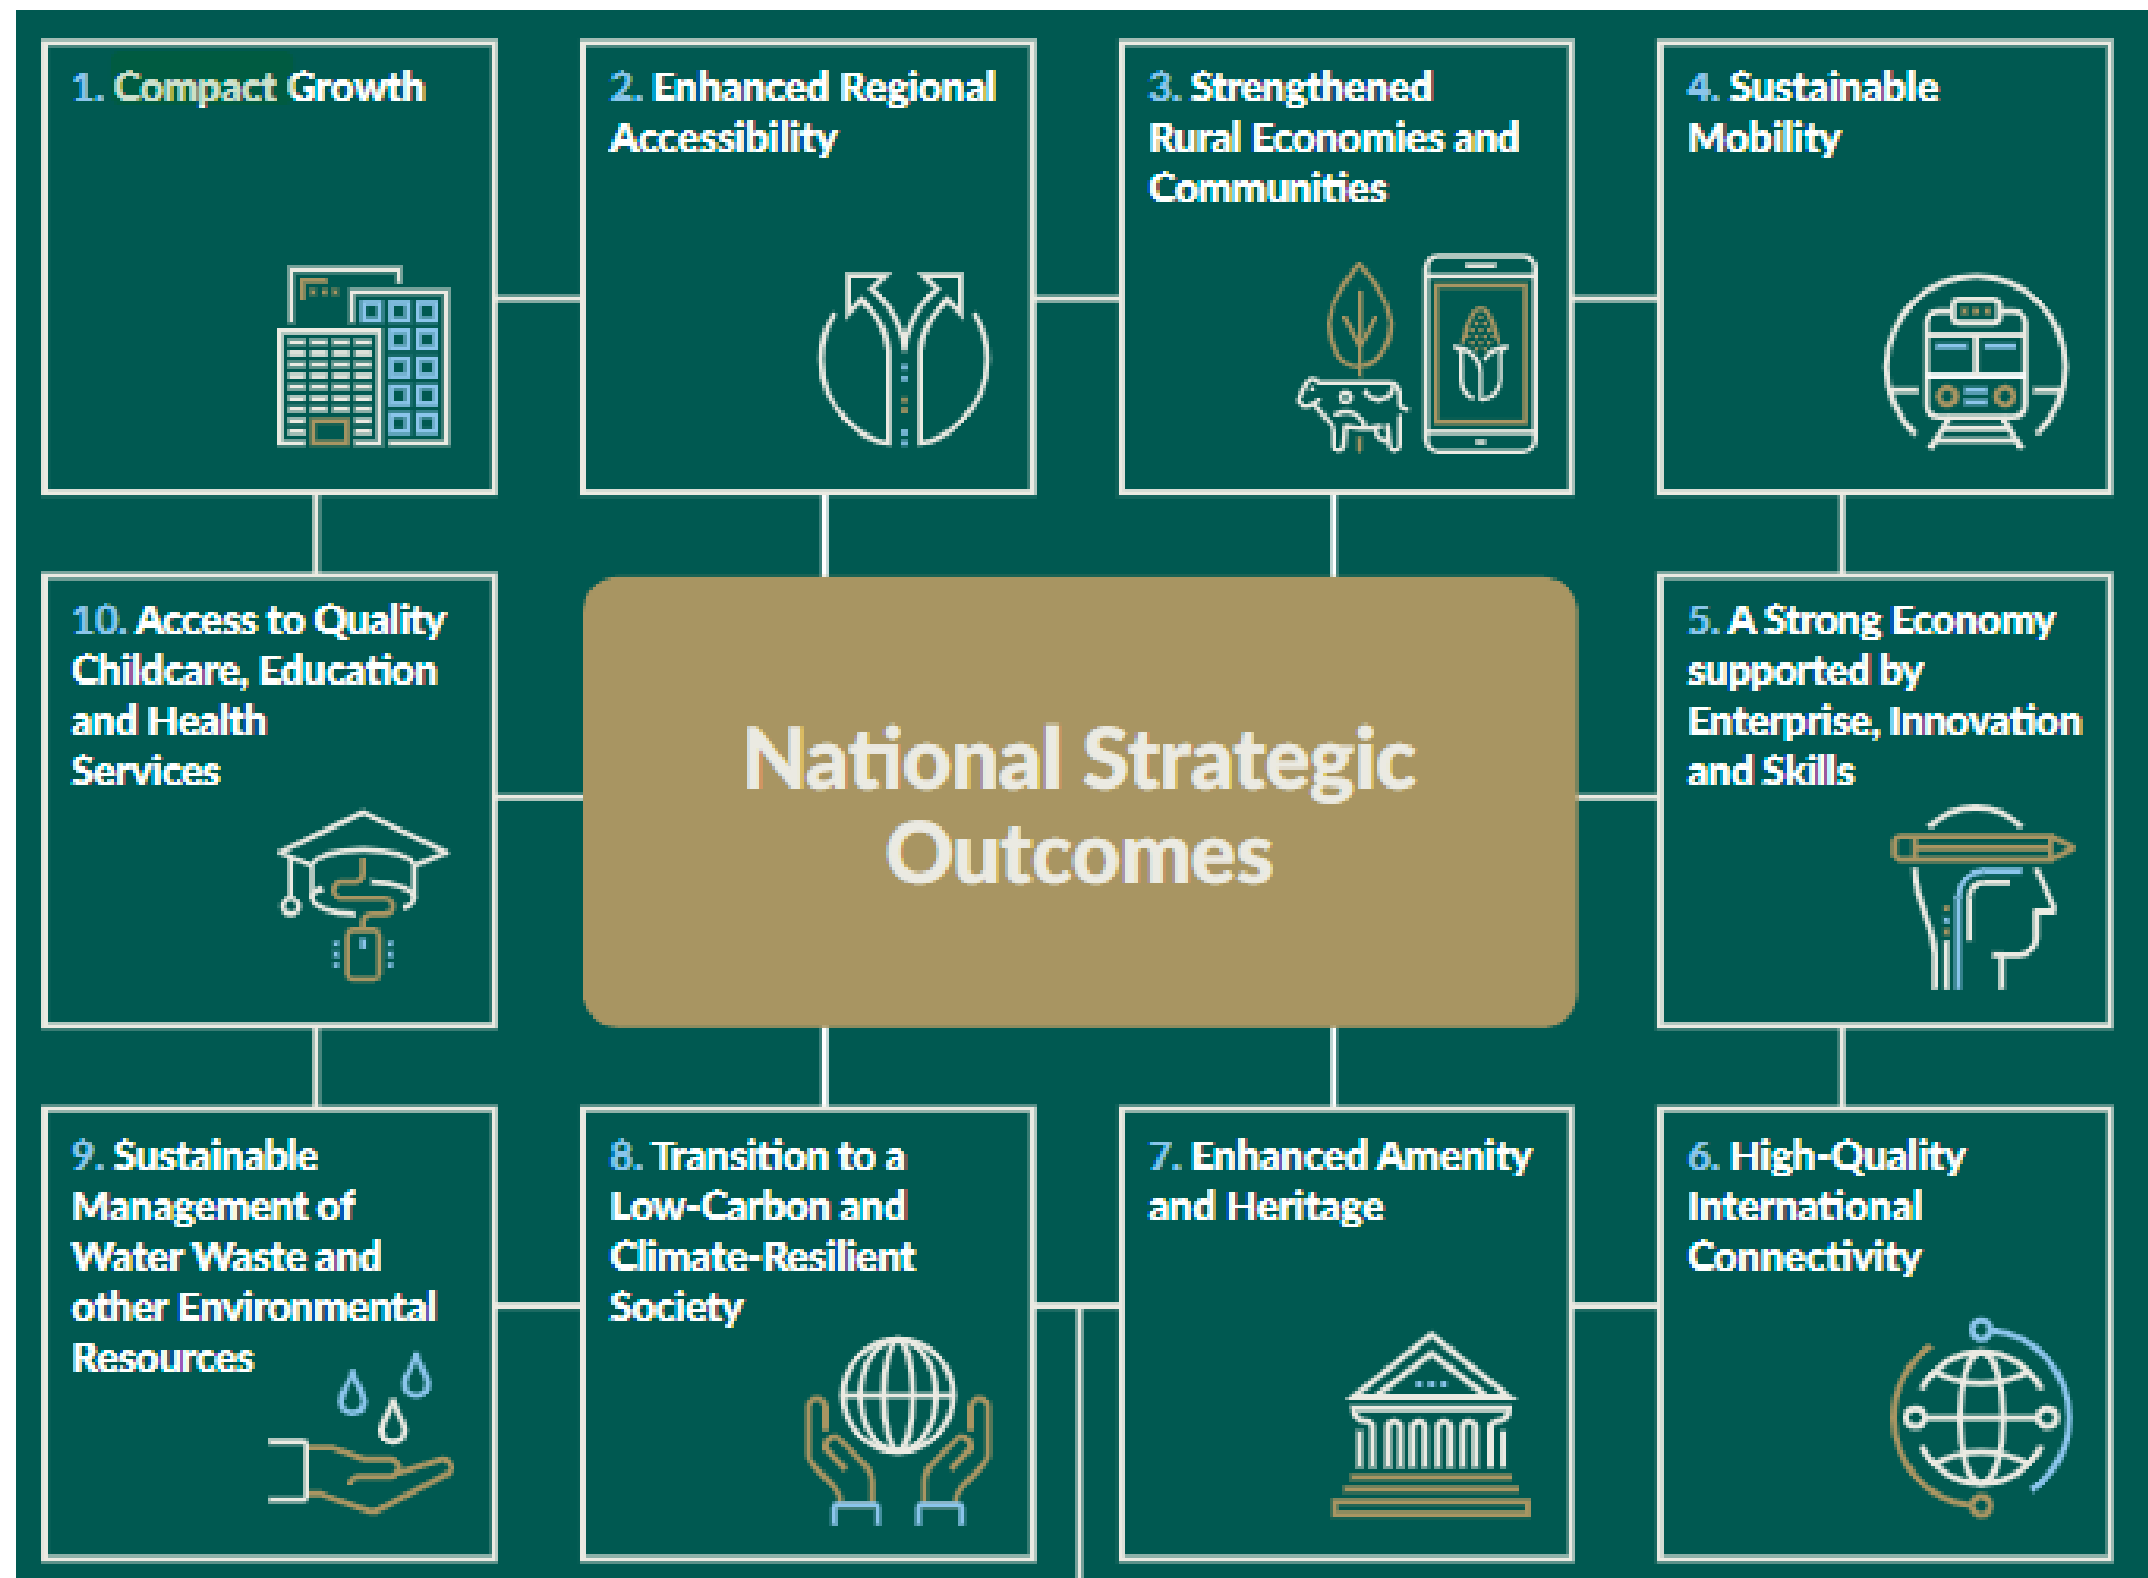 1. Compact Growth
2. Enhanced Regional
Accessibility
3. Strengthened
Rural Economies and
Communities
4. Sustainable
Mobility
10. Access to Quality
Childcare, Education
and Health
Services
National Strategic
Outcomes
5. A Strong Economy
supported by
Enterprise, Innovation
and Skills
9. Sustainable
Management of
Water Waste and
other Environmental
Resources
8. Transition to a
Low-Carbon and
Climate-Resilient
Society
7. Enhanced Amenity
and Heritage
6. High-Quality
International
Connectivity